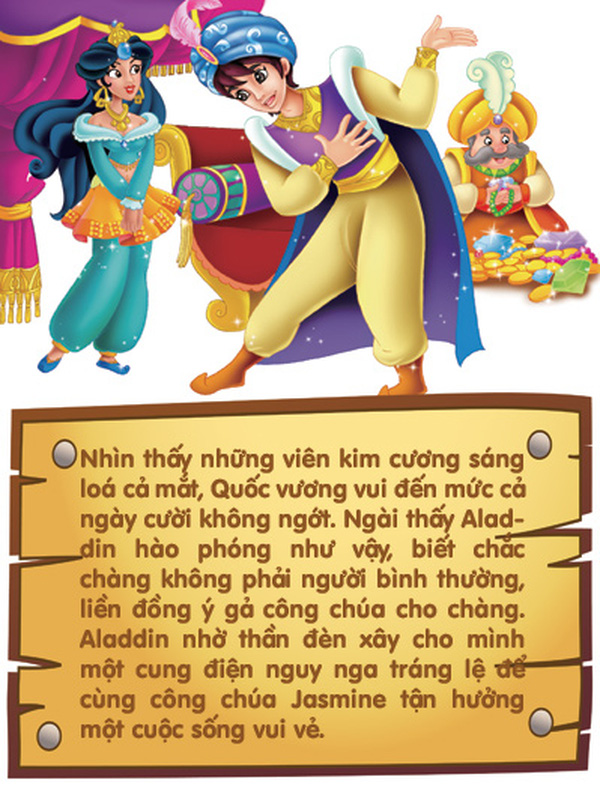 Nhìn thấy những viên kim cương sáng
loá cả mắt, Quốc vương vui đến mức cả
ngày cười không ngớt. Ngài thấy Alad-
din hào phóng như vậy, biết chắc
chàng không phải người bình thường,
liền đồng ý gả công chúa cho chàng.
Aladdin nhờ thần đèn xây cho mình
một cung điện nguy nga tráng lệ để
cùng công chúa Jasmine tận hưởng
một cuộc sống vui vẻ.